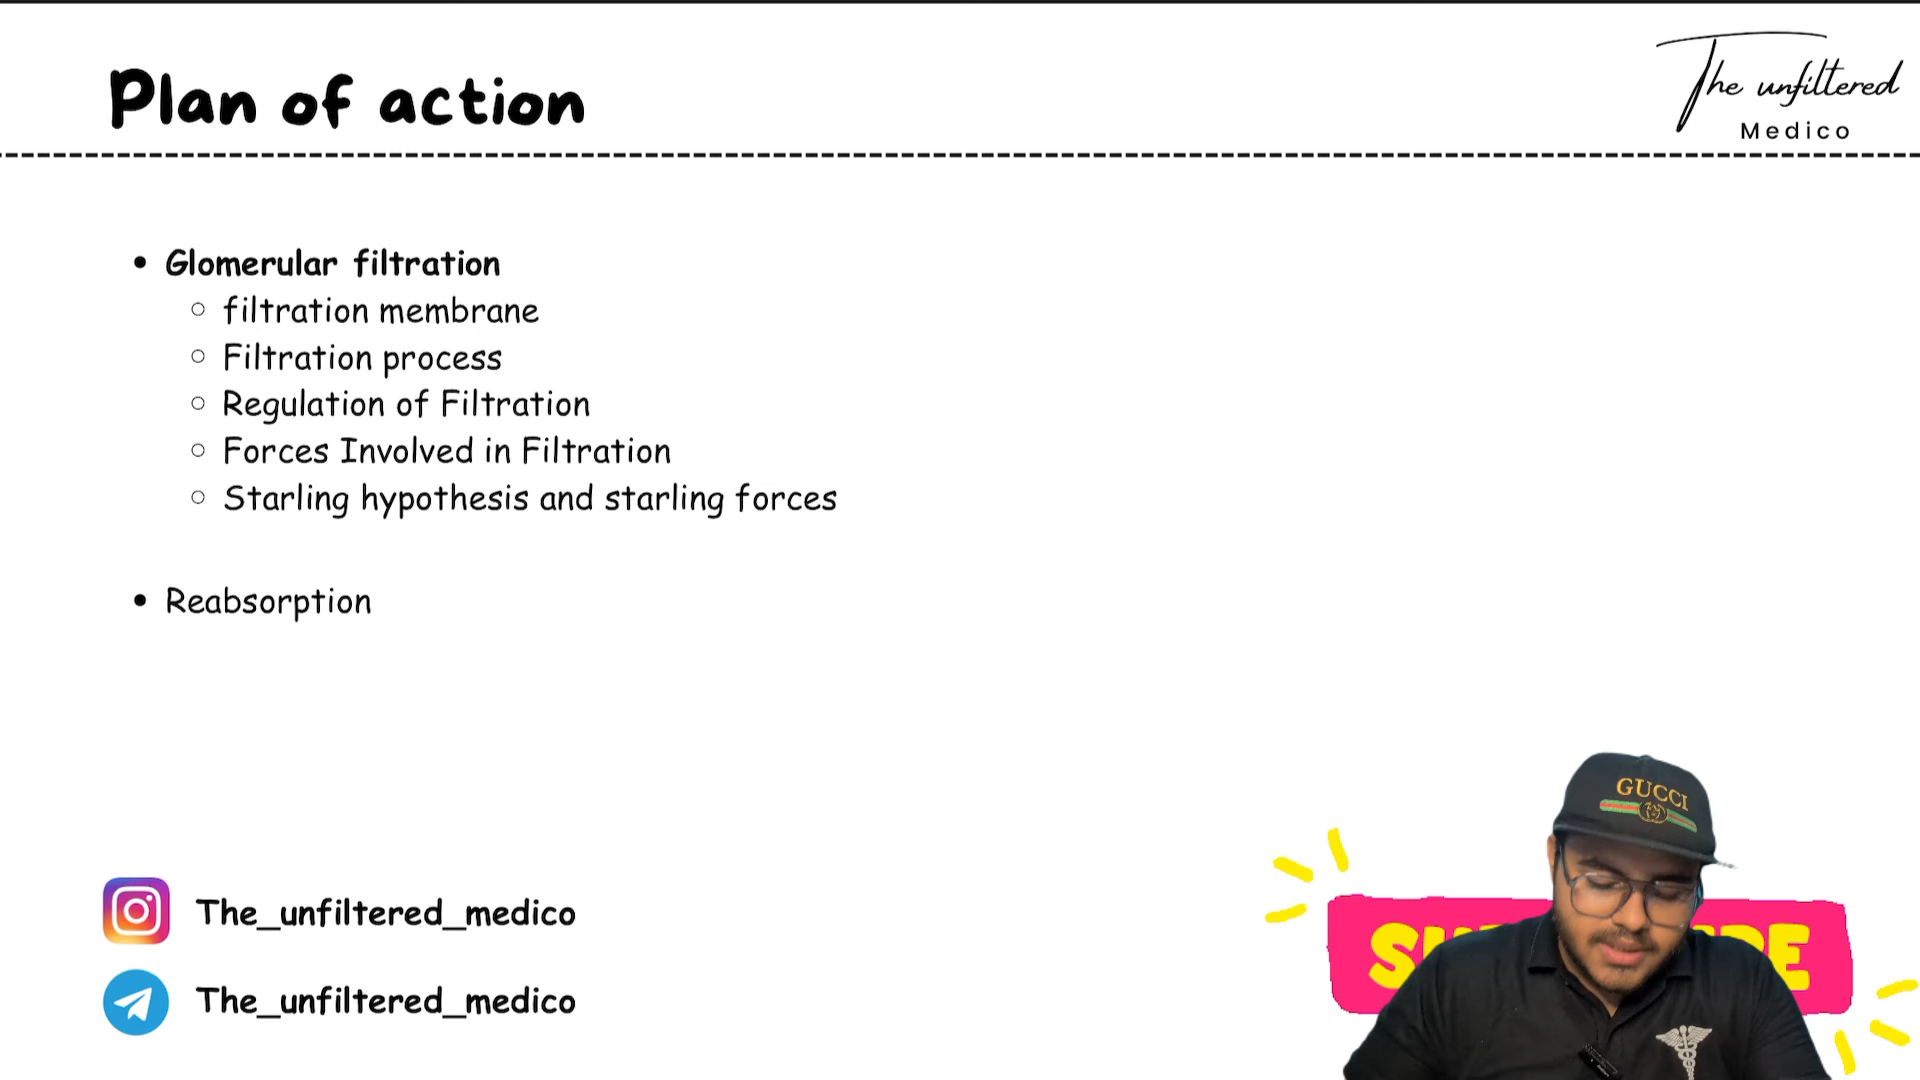 Plan of action
The unfiltered
Medico
Glomerular filtration
filtration membrane
Filtration process
Regulation of Filtration
Forces Involved in Filtration
Starling hypothesis and starling forces
Reabsorption
GUCCI
The_unfiltered_medico
The_unfiltered_medico